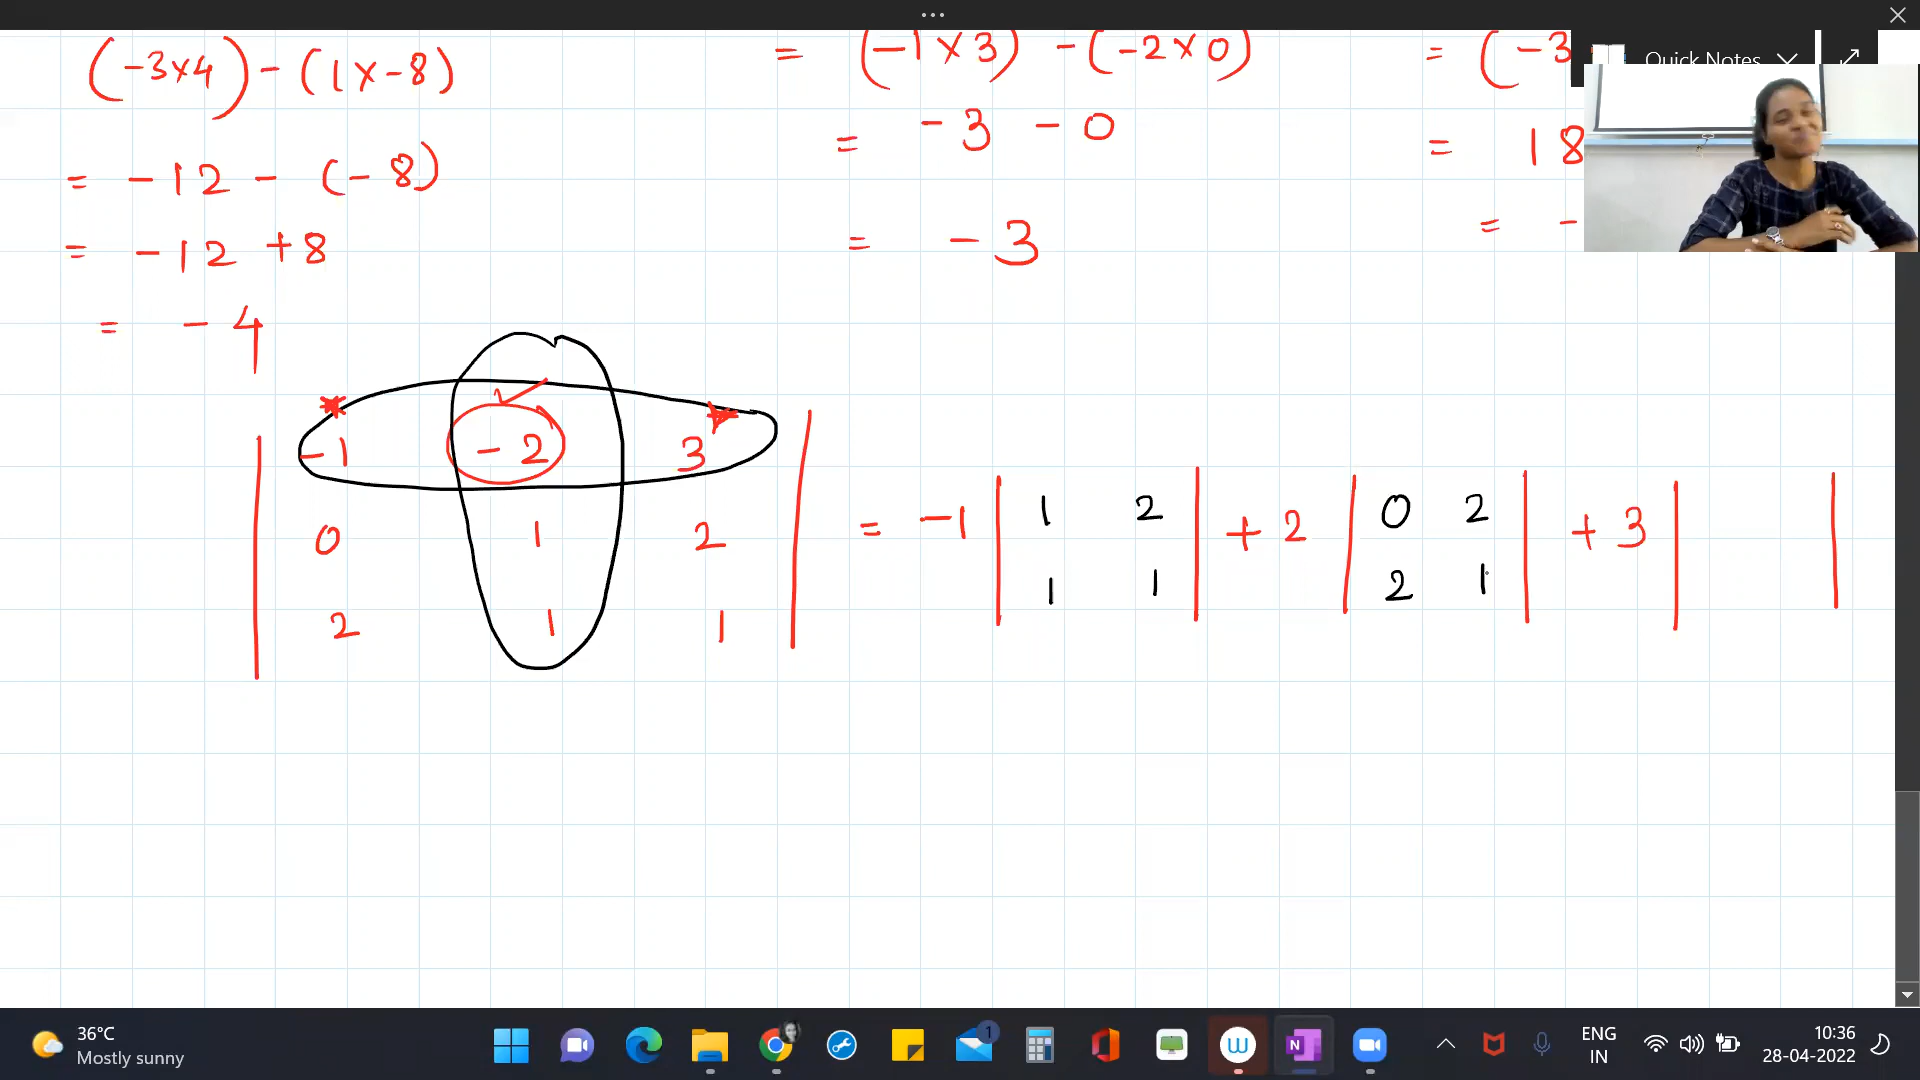 (-3×4) - (1×-8)
= -12 - (-8)
= -12 +8
= -4
= (-1×3) - (-2×0)
= -3 - 0
= -3
= (-3
= 18
= -
Quick Notes
-1 -2 3
0 1 2
2 1 1
= -1 | 1 2 | + 2 | 0 2 | + 3 | |
1 1 2 1
36°C
Mostly sunny
1
ENG
IN
10:36
28-04-2022